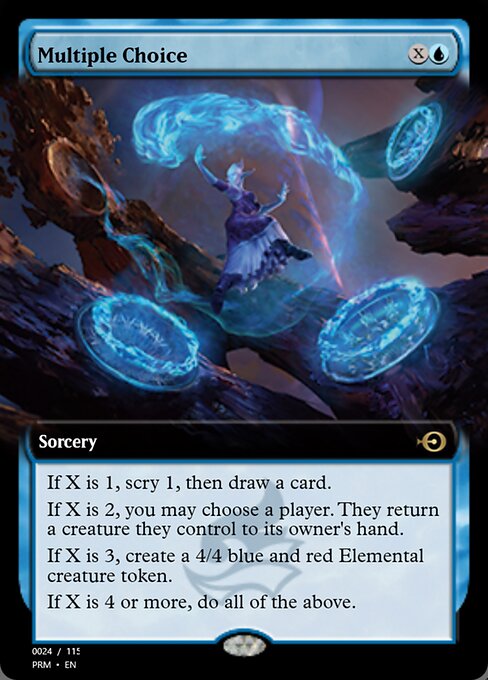 Multiple Choice X
Sorcery
If X is 1, scry 1, then draw a card.
If X is 2, you may choose a player. They return
a creature they control to its owner's hand.
If X is 3, create a 4/4 blue and red Elemental
creature token.
If X is 4 or more, do all of the above.
0024 / 115
PRM • EN